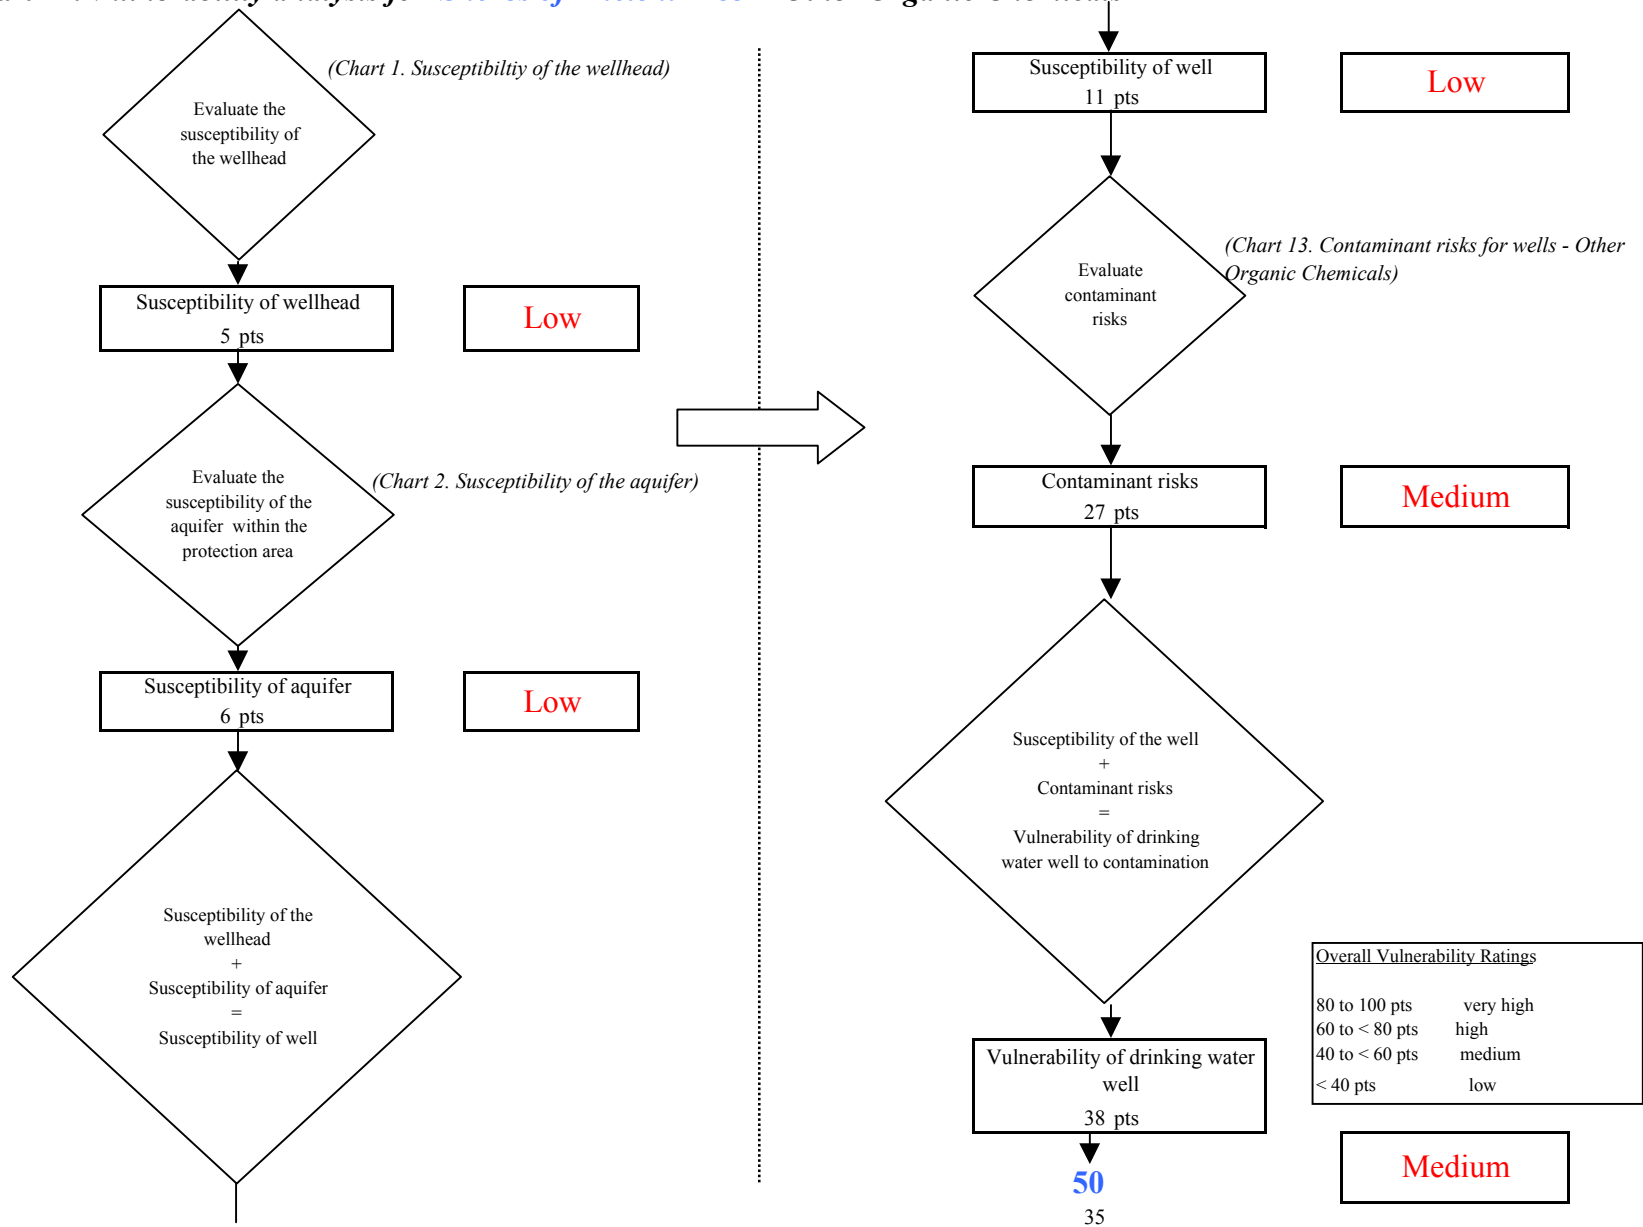 (Chart 1. Susceptibiltiy of the wellhead)
Evaluate the
susceptibility of
the wellhead
Susceptibility of wellhead
5 pts
Low
Evaluate the
susceptibility of the
aquifer within the
protection area
(Chart 2. Susceptibility of the aquifer)
Susceptibility of aquifer
6 pts
Low
Susceptibility of the
wellhead
+
Susceptibility of aquifer
=
Susceptibility of well
Susceptibility of well
11 pts
Low
Evaluate
contaminant
risks
(Chart 13. Contaminant risks for wells - Other
Organic Chemicals)
Contaminant risks
27 pts
Medium
Susceptibility of the well
+
Contaminant risks
=
Vulnerability of drinking
water well to contamination
Vulnerability of drinking water
well
38 pts
50
35
Overall Vulnerability Ratings
80 to 100 pts very high
60 to < 80 pts high
40 to < 60 pts medium
< 40 pts low
Medium